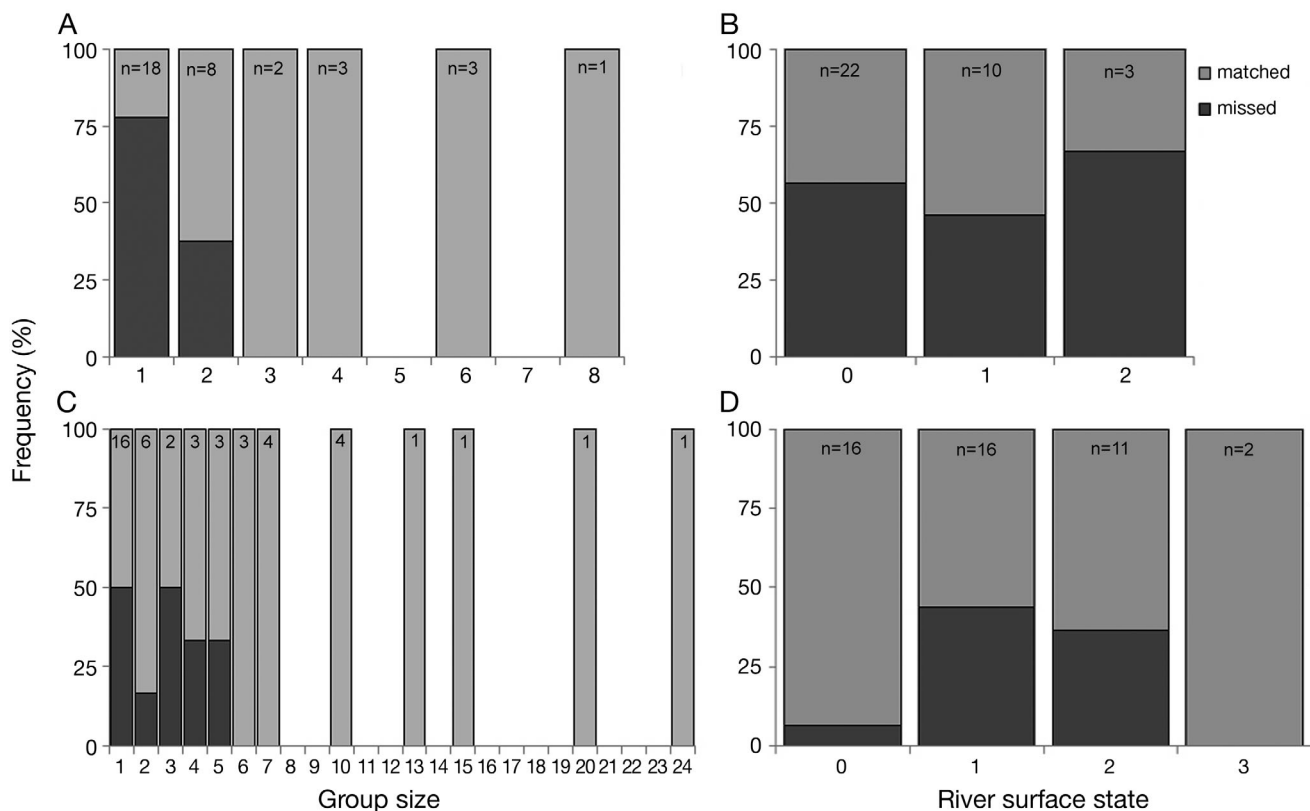 A
100
75
50
25
0
n=18
n=8
n=2
n=3
n=3
n=1
1 2 3 4 5 6 7 8
B
100
75
50
25
0
n=22
n=10
n=3
0 1 2
matched
missed
Frequency (%)
C
100
75
50
25
0
16 6 2 3 3 3 4 4 1 1 1 1
1 2 3 4 5 6 7 8 9 10 11 12 13 14 15 16 17 18 19 20 21 22 23 24
Group size
D
100
75
50
25
0
n=16
n=16
n=11
n=2
0 1 2 3
River surface state